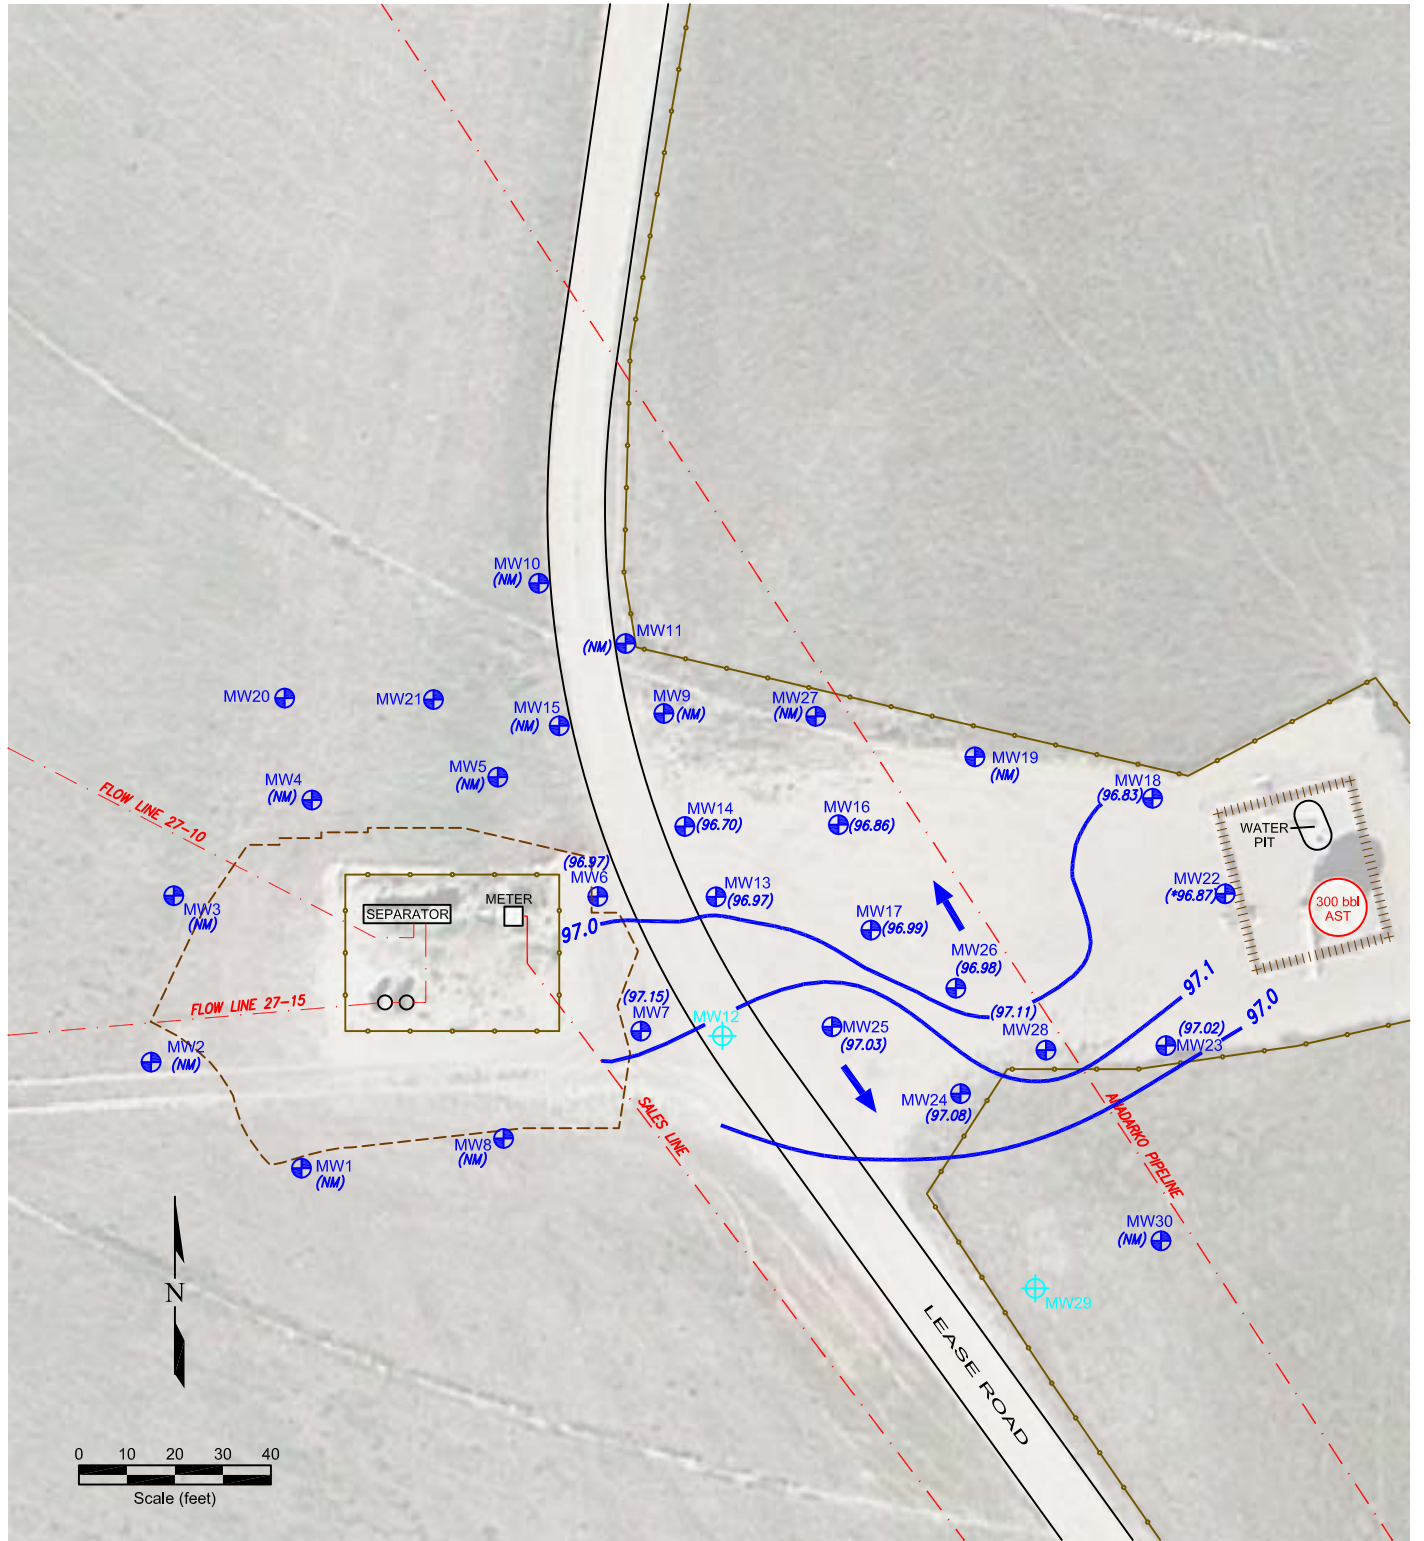 MW10
(NM)
MW11
(NM)
MW20
MW21
MW15
(NM)
MW9
(NM)
MW27
(NM)
MW19
(NM)
MW4
(NM)
MW5
(NM)
MW18
(96.83)
FLOW LINE 27-10
MW14
(96.70)
MW16
(96.86)
WATER
PIT
(96.97)
MW6
MW13
(96.97)
MW22
(*96.87)
300 bbl
AST
MW3
(NM)
SEPARATOR
METER
97.0
MW17
(96.99)
MW26
(96.98)
97.1
97.0
FLOW LINE 27-15
(97.15)
MW7
MW12
MW25
(97.03)
(97.11)
MW28
(97.02)
MW23
MW2
(NM)
MW24
(97.08)
SALES LINE
ANADARKO PIPELINE
MW8
(NM)
MW1
(NM)
MW30
(NM)
MW29
N
LEASE ROAD
0 10 20 30 40
Scale (feet)